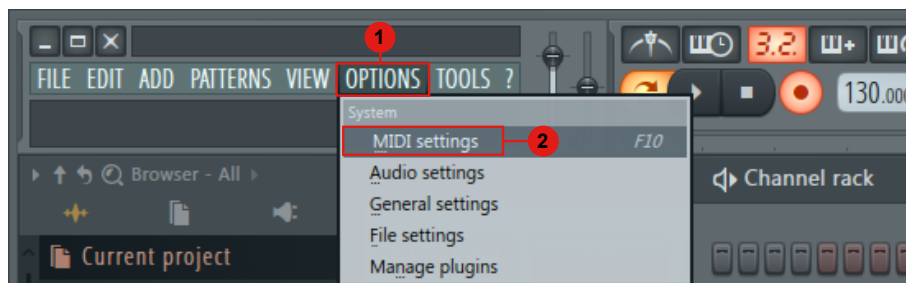 1
FILE EDIT ADD PATTERNS VIEW OPTIONS TOOLS ?
3.2.
130.000
System
MIDI settings 2 F10
Audio settings
General settings
File settings
Manage plugins
Browser - All
Channel rack
Current project